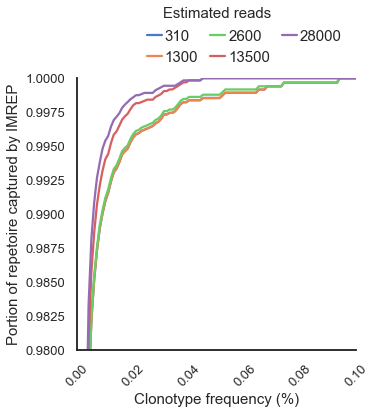 Estimated reads
310 2600 28000
1300 13500
1.0000
0.9975
0.9950
0.9925
0.9900
0.9875
0.9850
0.9825
0.9800
Portion of repetoire captured by IMREP
0.00 0.02 0.04 0.06 0.08 0.10
Clonotype frequency (%)